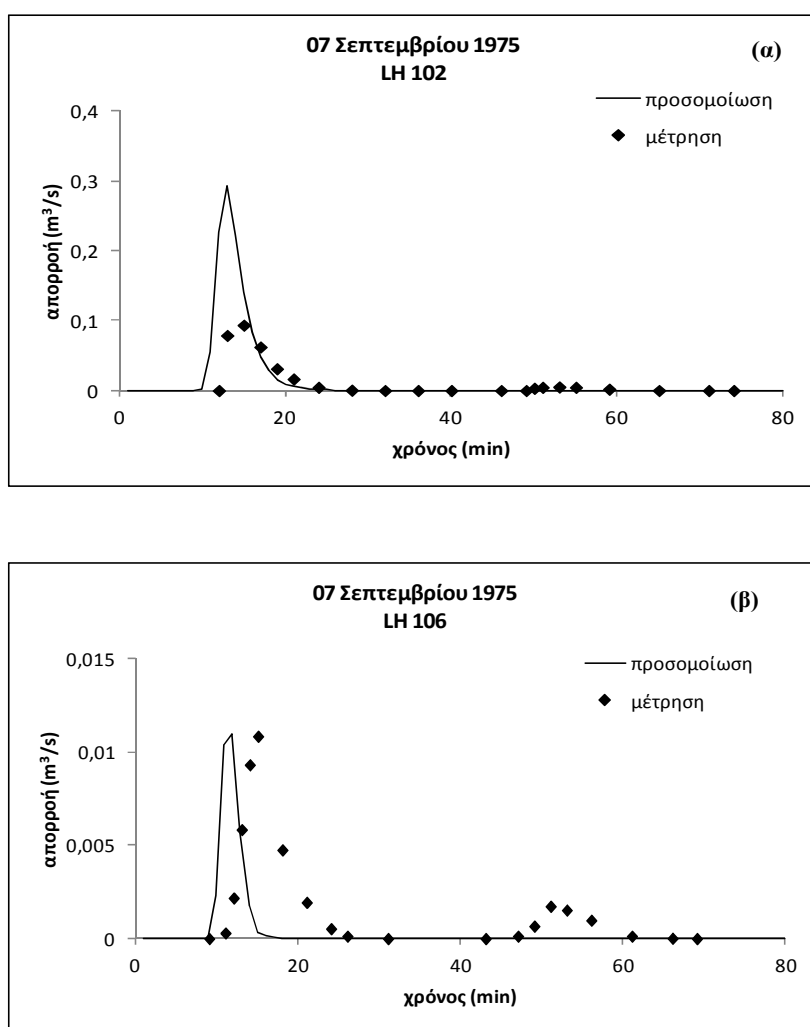 07 Σεπτεμβρίου 1975
(α)
LH 102
προσομοίωση
μέτρηση
απορροή (m³/s)
0,4
0,3
0,2
0,1
0
0 20 40 60 80
χρόνος (min)
07 Σεπτεμβρίου 1975
(β)
LH 106
προσομοίωση
μέτρηση
απορροή (m³/s)
0,015
0,01
0,005
0
0 20 40 60 80
χρόνος (min)